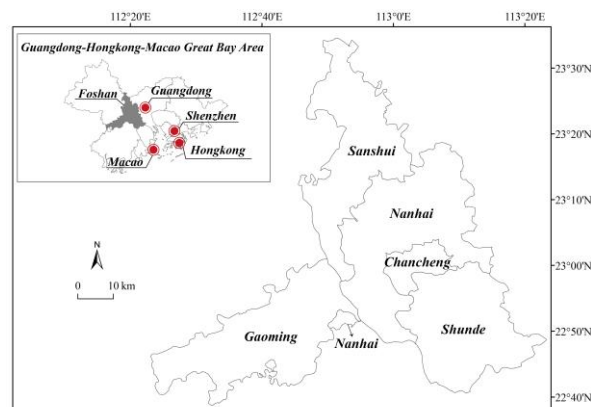 112°20'E
112°40'E
113°0'E
113°20'E
Guangdong-Hongkong-Macao Great Bay Area
Foshan
Guangdong
Shenzhen
Hongkong
Macao
N
0 10 km
Sanshui
Nanhai
Chancheng
Gaoming
Nanhai
Shunde
23°30'N
23°20'N
23°10'N
23°00'N
22°50'N
22°40'N